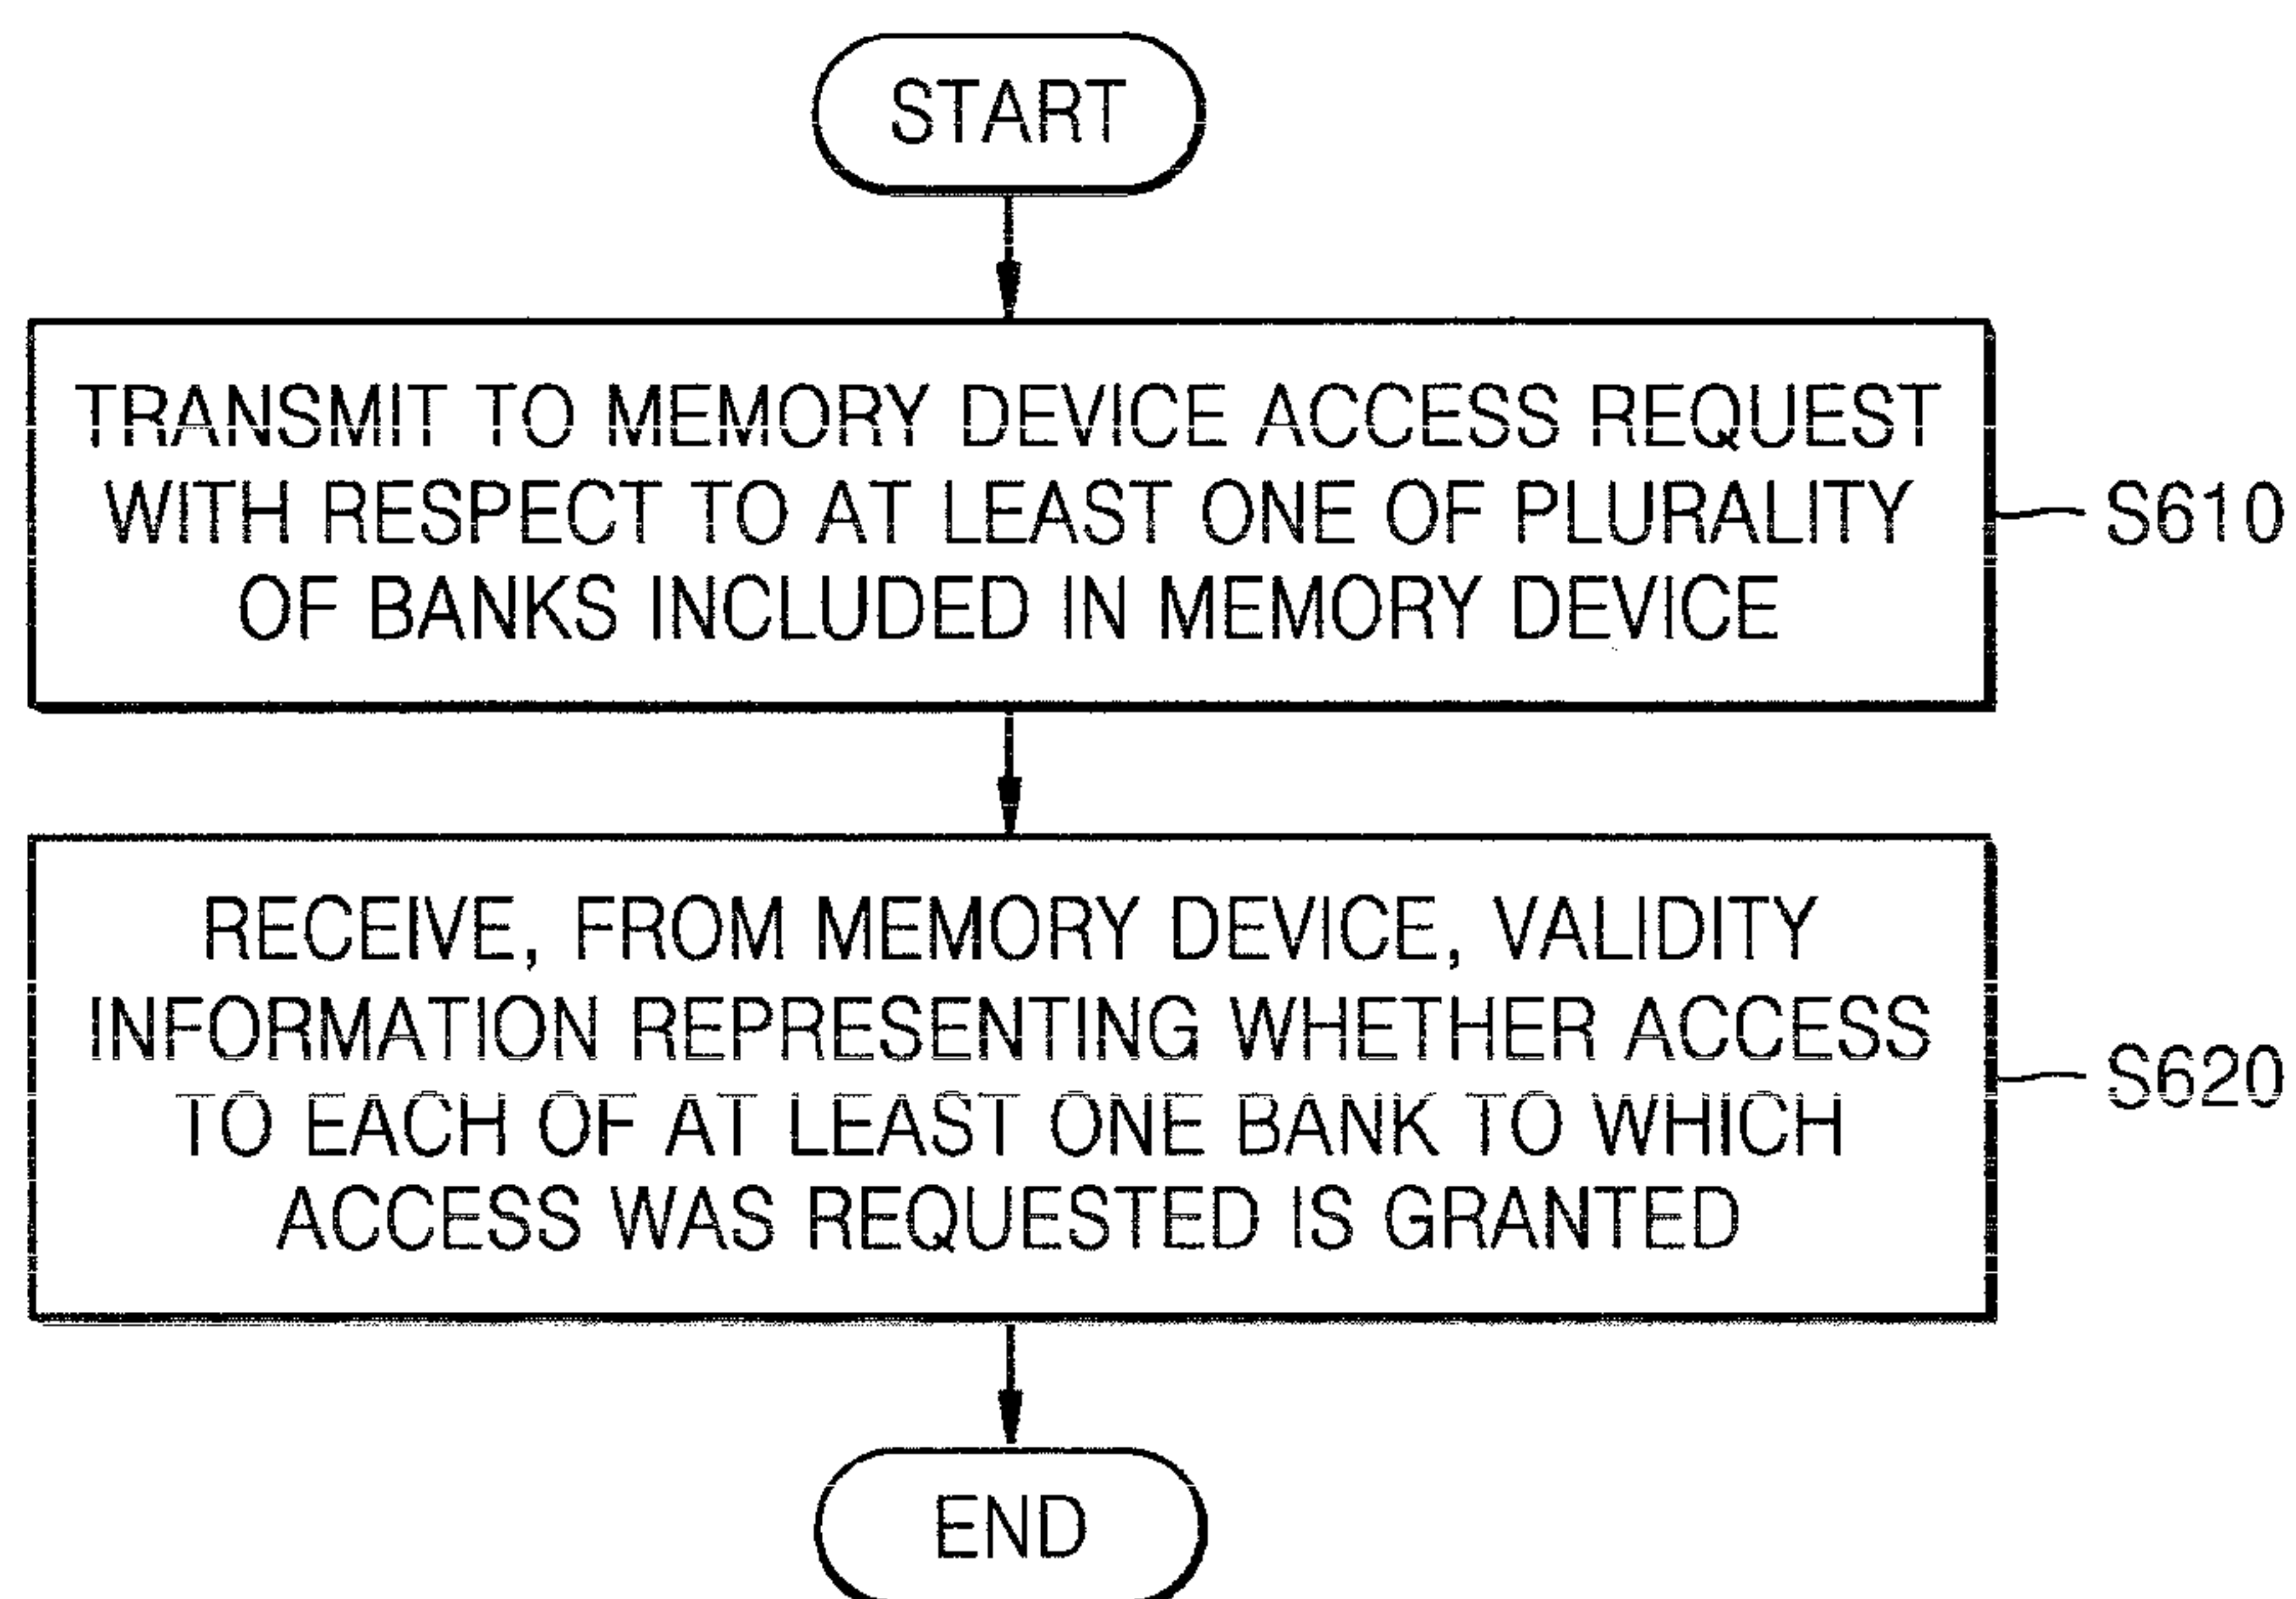 START
TRANSMIT TO MEMORY DEVICE ACCESS REQUEST
WITH RESPECT TO AT LEAST ONE OF PLURALITY
OF BANKS INCLUDED IN MEMORY DEVICE
S610
RECEIVE, FROM MEMORY DEVICE, VALIDITY
INFORMATION REPRESENTING WHETHER ACCESS
TO EACH OF AT LEAST ONE BANK TO WHICH
ACCESS WAS REQUESTED IS GRANTED
S620
END